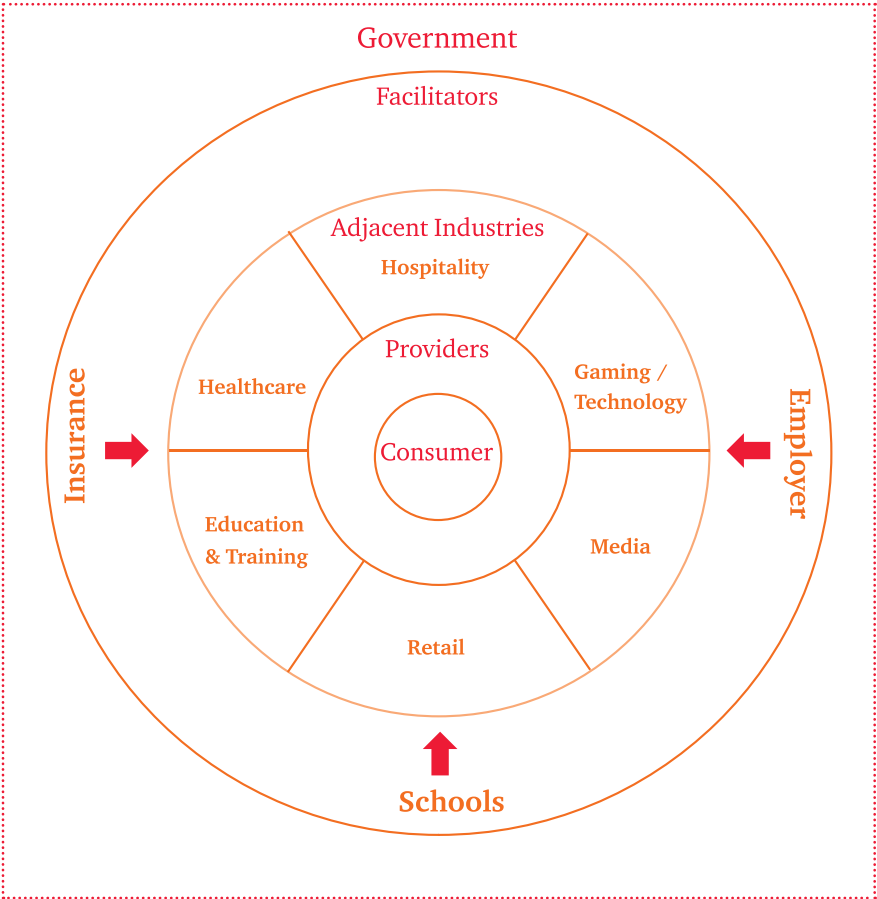 Government
Facilitators
Adjacent Industries
Hospitality
Providers
Healthcare
Gaming /
Technology
Insurance
Employer
Consumer
Education
& Training
Media
Retail
Schools